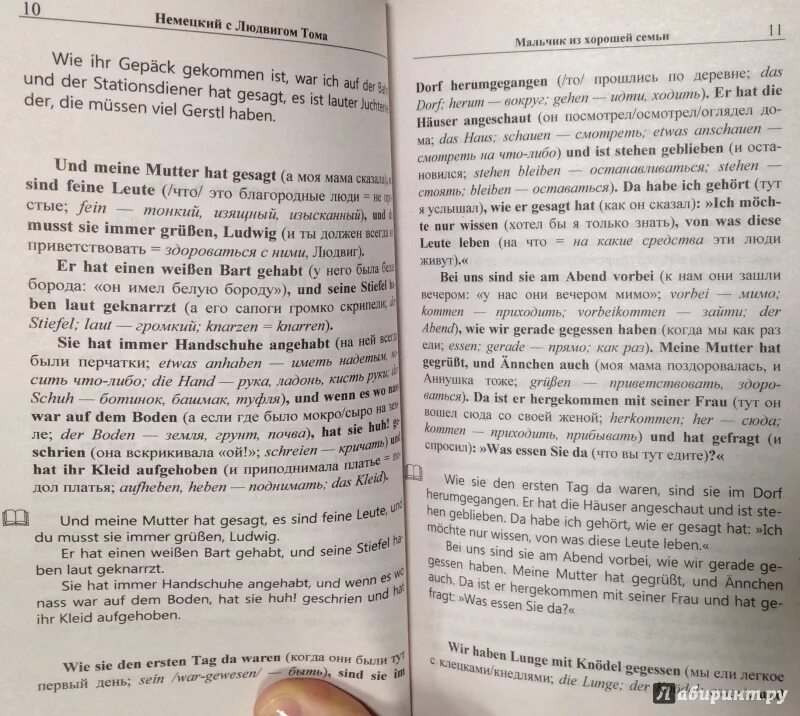 10
Немецкий с Людвигом Тома
Wie ihr Gepäck gekommen ist, war ich auf der Bahn
und der Stationsdiener hat gesagt, es ist lauter Juchten-
der, die müssen viel Gerstl haben.
Und meine Mutter hat gesagt (а моя мама сказала),
sind feine Leute (/что/ это благородные люди = не про
стые; fein — тонкий, изящный, изысканный), und
musst sie immer grüßen, Ludwig (и ты должен всегда
приветствовать = здороваться с ними, Людвиг).
Er hat einen weißen Bart gehabt (у него была бе
борода: «он имел белую бороду»), und seine Stiefel
ben laut geknarrzt (а его сапоги громко скрипели;
Stiefel; laut — громкий; knarzen = knarren).
Sie hat immer Handschuhe angehabt (на ней всегда
были перчатки; etwas anhaben — иметь надетым,
сить что-либо; die Hand — рука, ладонь, кисть руки;
Schuh — ботинок, башмак, туфля), und wenn es wo
war auf dem Boden (а если где было мокро/сыро на зем
ле; der Boden — земля, грунт, почва), hat sie huh! ge-
schrien (она вскрикивала «ой!»; schreien — кричать) und
hat ihr Kleid aufgehoben (и приподнимала платье = по
дол платья; aufheben, heben — поднимать; das Kleid).
Und meine Mutter hat gesagt, es sind feine Leute, und
du musst sie immer grüßen, Ludwig.
Er hat einen weißen Bart gehabt, und seine Stiefel ha-
ben laut geknarrzt.
Sie hat immer Handschuhe angehabt, und wenn es wo
nass war auf dem Boden, hat sie huh! geschrien und hat
ihr Kleid aufgehoben.
Wie sie den ersten Tag da waren (когда они были тут
первый день; sein /war-gewesen/ — быть), sind sie im
Мальчик из хорошей семьи
11
Dorf herumgegangen (/то/ прошлись по деревне; das
Dorf; herum — вокруг; gehen — идти, ходить). Er hat die
Häuser angeschaut (он посмотрел/осмотрел/оглядел до-
ма; das Haus; schauen — смотреть; etwas anschauen —
смотреть на что-либо) und ist stehen geblieben (и оста-
новился; stehen bleiben — останавливаться; stehen —
стоять; bleiben — оставаться). Da habe ich gehört (тут
я услышал), wie er gesagt hat (как он сказал): »Ich möch-
te nur wissen (хотел бы я только знать), von was diese
Leute leben (на что = на какие средства эти люди
живут).«
Bei uns sind sie am Abend vorbei (к нам они зашли
вечером: «у нас они вечером мимо»; vorbei — мимо;
kommen — приходить; vorbeikommen — зайти; der
Abend), wie wir gerade gegessen haben (когда мы как раз
ели; essen; gerade — прямо; как раз). Meine Mutter hat
gegrüßt, und Ännchen auch (моя мама поздоровалась, и
Аннушка тоже; grüßen — приветствовать, здоро-
ваться). Da ist er hergekommen mit seiner Frau (тут он
вошел сюда со своей женой; herkommen; her — сюда;
kommen — приходить, прибывать) und hat gefragt (и
спросил): »Was essen Sie da (что вы тут едите)?«
Wie sie den ersten Tag da waren, sind sie im Dorf
herumgegangen. Er hat die Häuser angeschaut und ist ste-
hen geblieben. Da habe ich gehört, wie er gesagt hat: »Ich
möchte nur wissen, von was diese Leute leben.«
Bei uns sind sie am Abend vorbei, wie wir gerade ge-
gessen haben. Meine Mutter hat gegrüßt, und Ännchen
auch. Da ist er hergekommen mit seiner Frau und hat ge-
fragt: »Was essen Sie da?«
Wir haben Lunge mit Knödel gegessen (мы ели легкое
с клецками/кнедлями; die Lunge; der
Лабиринт.ру